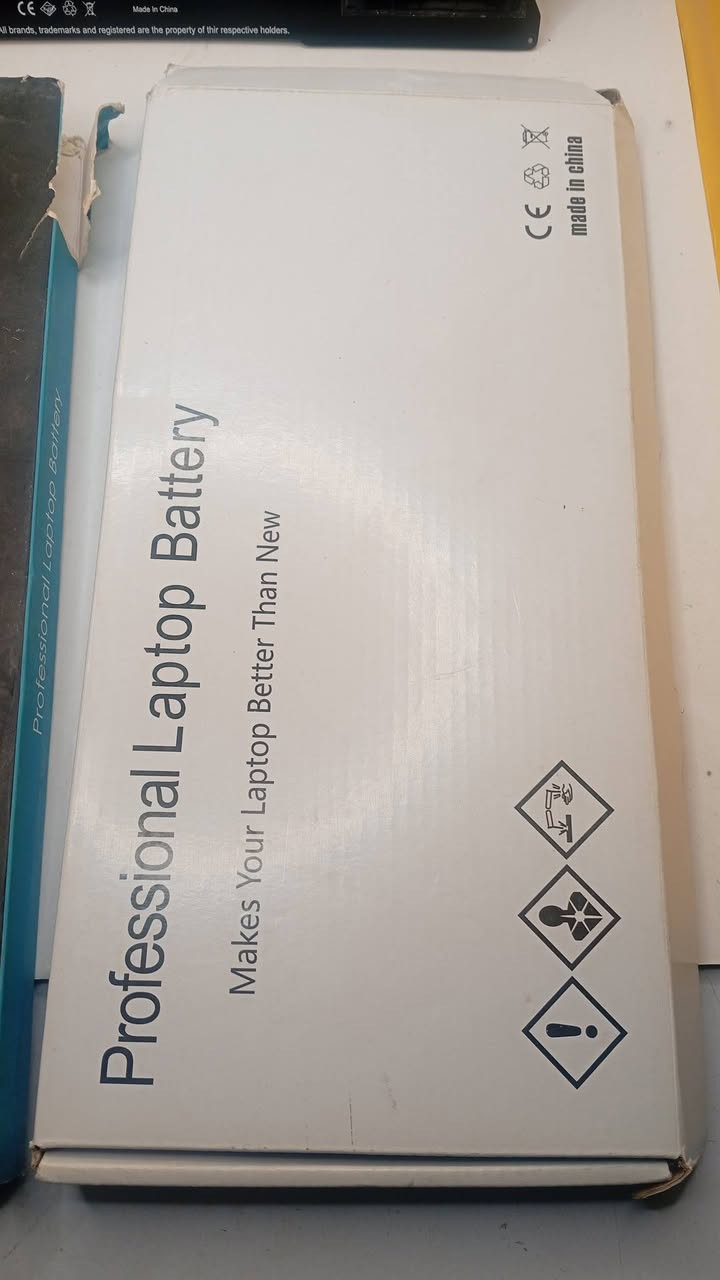 Made in China
All brands, trademarks and registered are the property of thir respective holders.
Professional Laptop Battery
Professional Laptop Battery
Makes Your Laptop Better Than New
CE
made in china